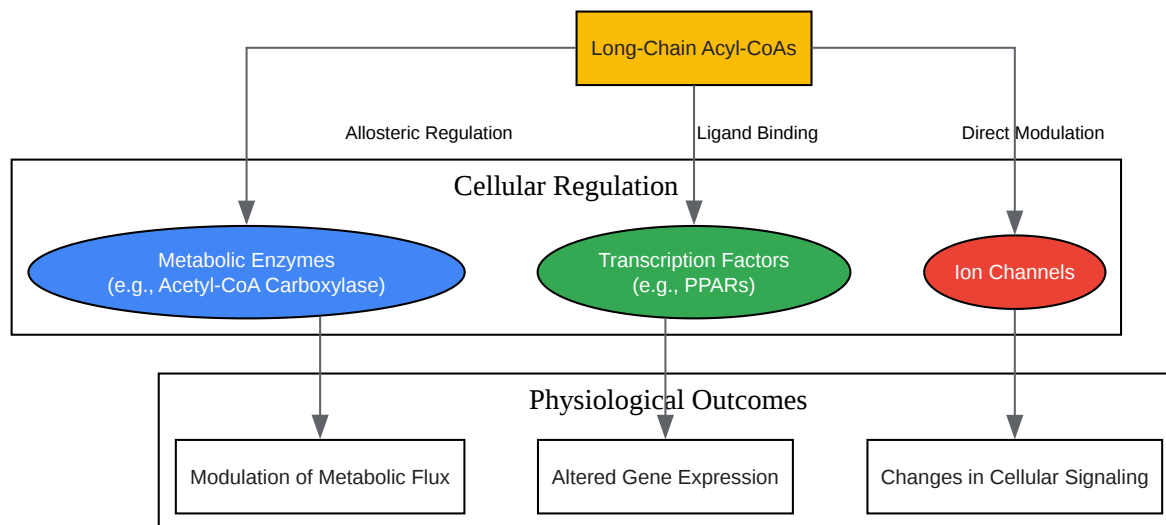 Long-Chain Acyl-CoAs
Allosteric Regulation
Ligand Binding
Direct Modulation
Cellular Regulation
Metabolic Enzymes
(e.g., Acetyl-CoA Carboxylase)
Transcription Factors
(e.g., PPARs)
Ion Channels
Physiological Outcomes
Modulation of Metabolic Flux
Altered Gene Expression
Changes in Cellular Signaling